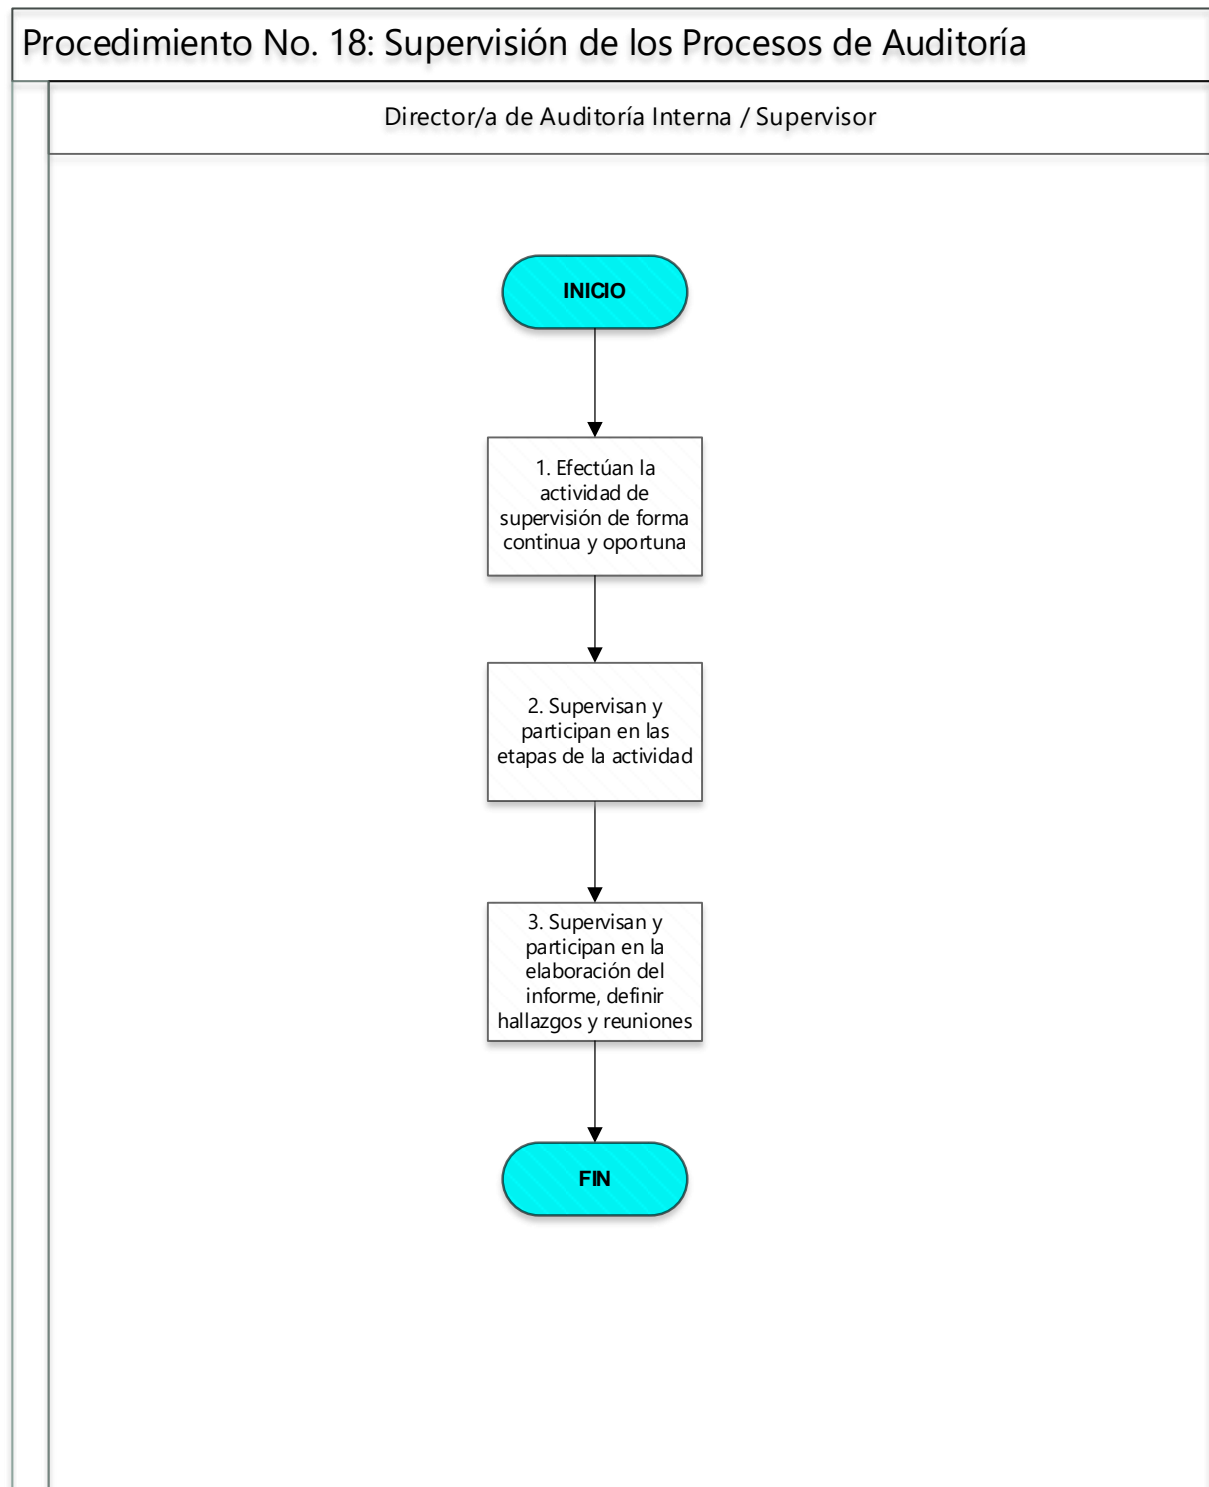 Procedimiento No. 18: Supervisión de los Procesos de Auditoría
Director/a de Auditoría Interna / Supervisor
INICIO
1. Efectúan la
actividad de
supervisión de forma
continua y oportuna
2. Supervisan y
participan en las
etapas de la actividad
3. Supervisan y
participan en la
elaboración del
informe, definir
hallazgos y reuniones
FIN